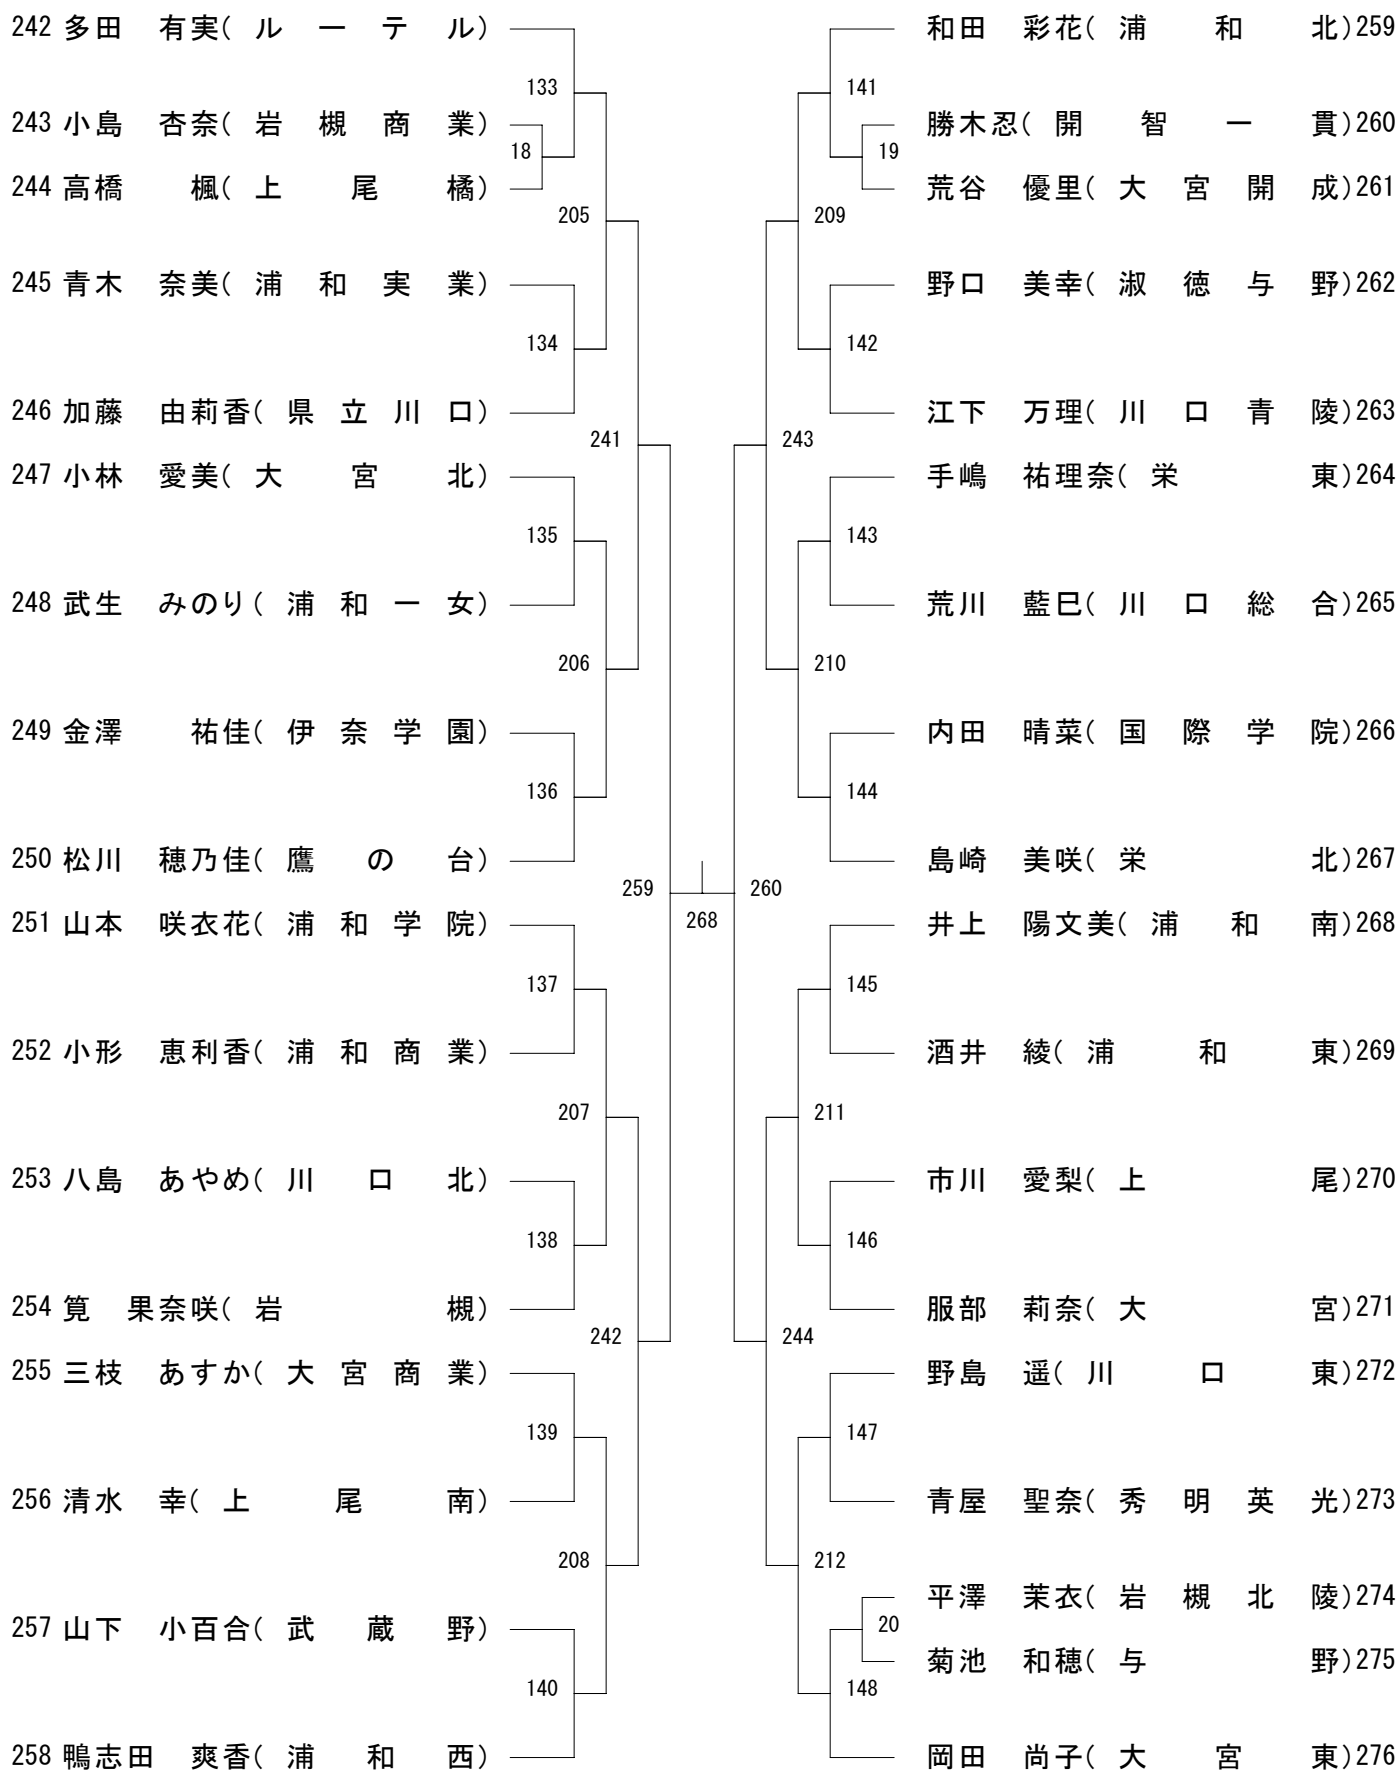 242 多田　有実( ル ー テ ル )
133
243 小島　杏奈( 岩 槻 商 業 )
18
244 高橋　　楓( 上 尾 橘 )
205
245 青木　奈美( 浦 和 実 業 )
134
246 加藤　由莉香( 県 立 川 口 )
241
247 小林　愛美( 大 宮 北 )
135
248 武生　みのり( 浦 和 一 女 )
206
249 金澤　　祐佳( 伊 奈 学 園 )
136
250 松川　穂乃佳( 鷹 の 台 )
259
251 山本　咲衣花( 浦 和 学 院 )
137
252 小形　恵利香( 浦 和 商 業 )
207
253 八島　あやめ( 川 口 北 )
138
254 筧　果奈咲( 岩 槻 )
242
255 三枝　あすか( 大 宮 商 業 )
139
256 清水　幸( 上 尾 南 )
208
257 山下　小百合( 武 蔵 野 )
140
258 鴨志田　爽香( 浦 和 西 )
268
和田　彩花( 浦 和 北 )259
141
勝木忍( 開 智 一 貫 )260
19
荒谷　優里( 大 宮 開 成 )261
209
野口　美幸( 淑 徳 与 野 )262
142
江下　万理( 川 口 青 陵 )263
243
手嶋　祐理奈( 栄 東 )264
143
荒川　藍巳( 川 口 総 合 )265
210
内田　晴菜( 国 際 学 院 )266
144
島崎　美咲( 栄 北 )267
260
井上　陽文美( 浦 和 南 )268
145
酒井　綾( 浦 和 東 )269
211
市川　愛梨( 上 尾 )270
146
服部　莉奈( 大 宮 )271
244
野島　遥( 川 口 東 )272
147
青屋　聖奈( 秀 明 英 光 )273
212
平澤　茉衣( 岩 槻 北 陵 )274
20
菊池　和穂( 与 野 )275
148
岡田　尚子( 大 宮 東 )276